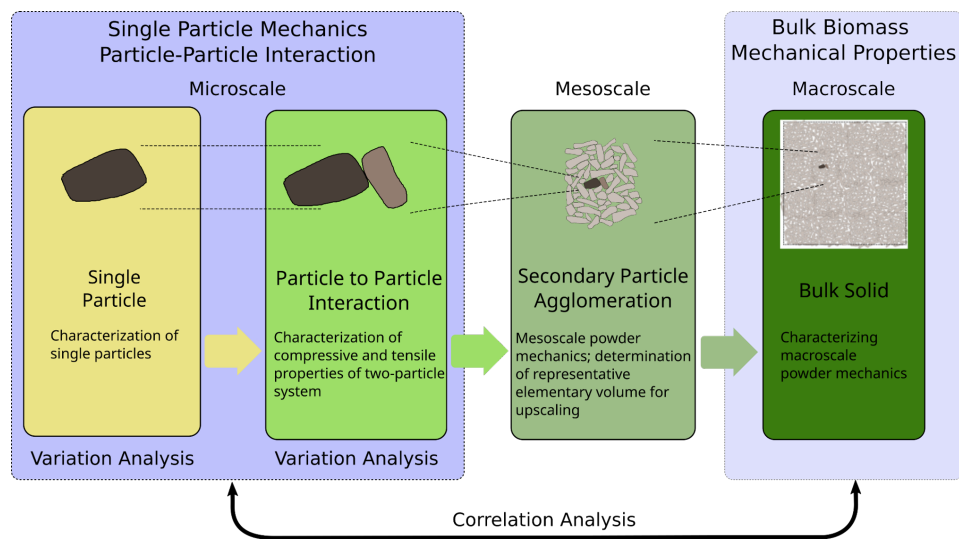 Single Particle Mechanics
Particle-Particle Interaction
Microscale
Single
Particle
Characterization of
single particles
Variation Analysis
Particle to Particle
Interaction
Characterization of
compressive and tensile
properties of two-particle
system
Variation Analysis
Mesoscale
Secondary Particle
Agglomeration
Mesoscale powder
mechanics; determination
of representative
elementary volume for
upscaling
Bulk Biomass
Mechanical Properties
Macroscale
Bulk Solid
Characterizing
macroscale
powder mechanics
Correlation Analysis